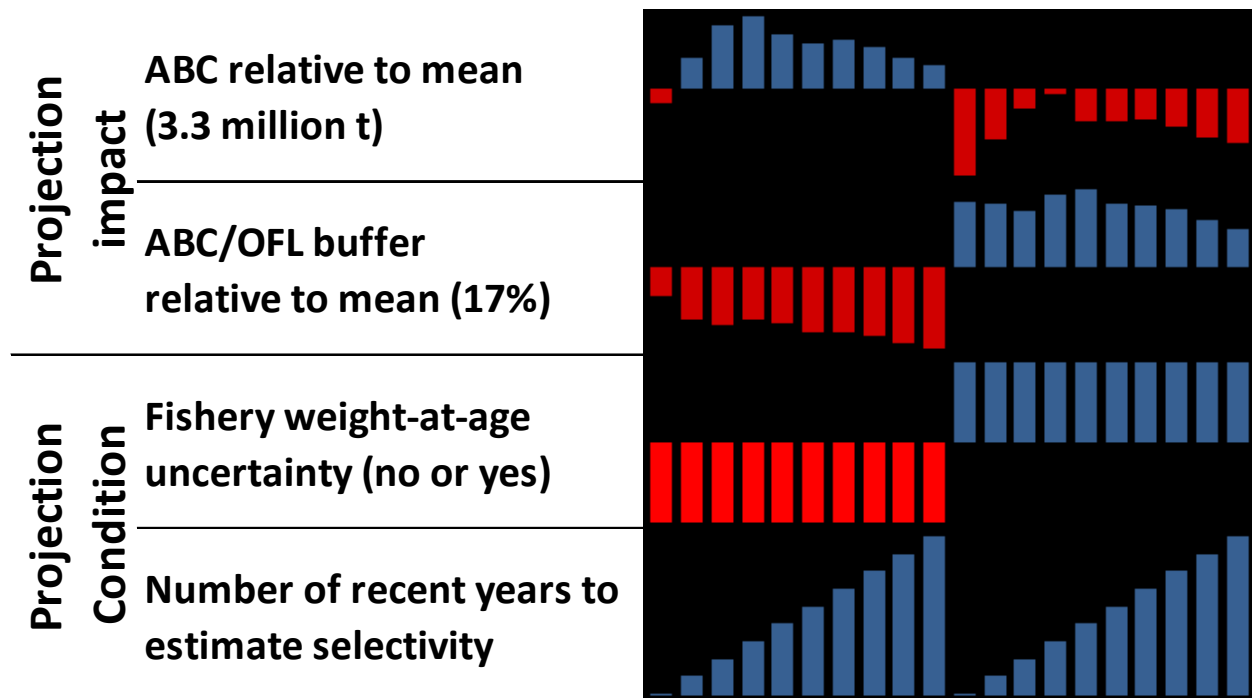 Projection
impact
ABC relative to mean
(3.3 million t)
ABC/OFL buffer
relative to mean (17%)
Projection
Condition
Fishery weight-at-age
uncertainty (no or yes)
Number of recent years to
estimate selectivity